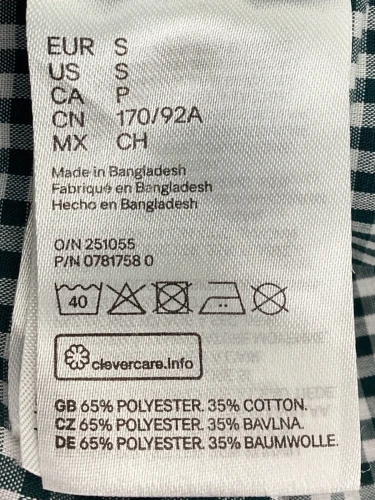 EUR S
US S
CA P
CN 170/92A
MX CH
Made in Bangladesh
Fabriqué en Bangladesh
Hecho en Bangladesh
O/N 251055
P/N 0781758 0
40
clevercare.info
GB 65% POLYESTER. 35% COTTON.
CZ 65% POLYESTER. 35% BAVLNA.
DE 65% POLYESTER. 35% BAUMWOLLE.